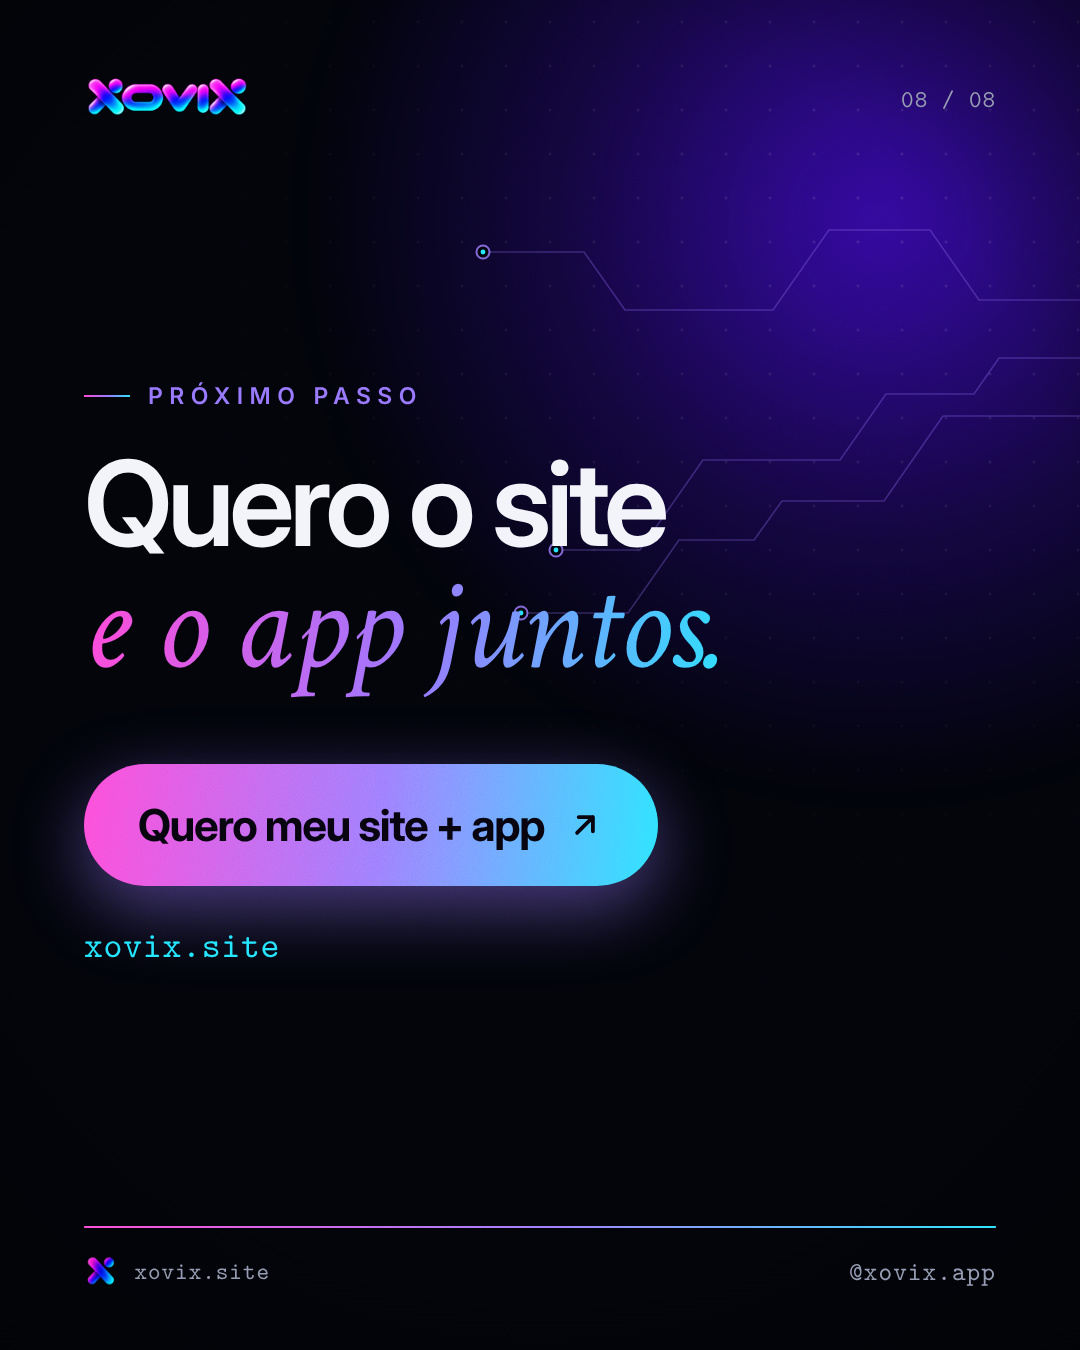 XOVIX
08 / 08
PRÓXIMO PASSO
Quero o site
e o app juntos.
Quero meu site + app ↗
xovix.site
xovix.site
@xovix.app